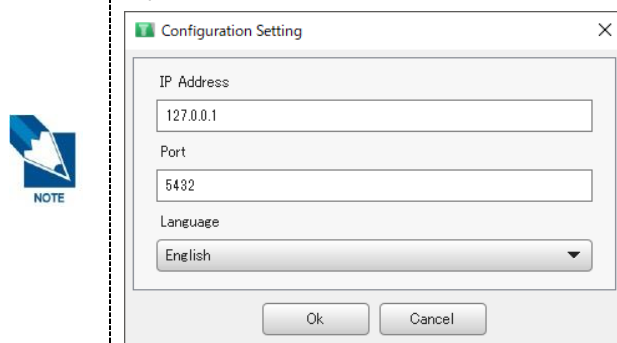 Configuration Setting
IP Address
127.0.0.1
Port
5432
NOTE
Language
English
Ok
Cancel